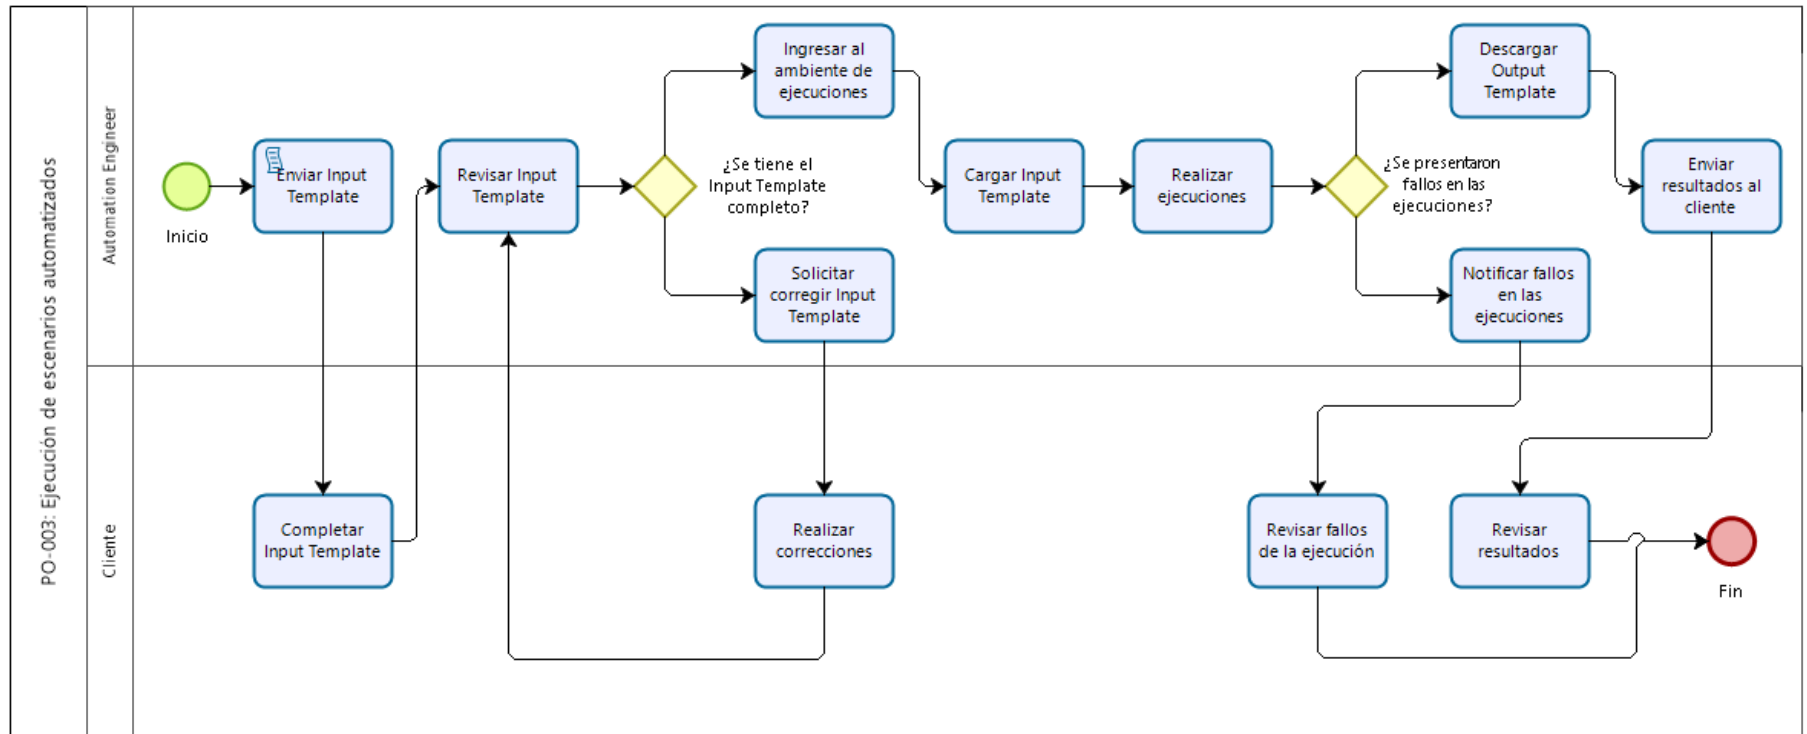 PO-003: Ejecución de escenarios automatizados
Automation Engineer
Inicio
Enviar Input
Template
Revisar Input
Template
¿Se tiene el
Input Template
completo?
Ingresar al
ambiente de
ejecuciones
Solicitar
corregir Input
Template
Cargar Input
Template
Realizar
ejecuciones
¿Se presentaron
fallos en las
ejecuciones?
Descargar
Output
Template
Notificar fallos
en las
ejecuciones
Enviar
resultados al
cliente
Cliente
Completar
Input Template
Realizar
correcciones
Revisar fallos
de la ejecución
Revisar
resultados
Fin